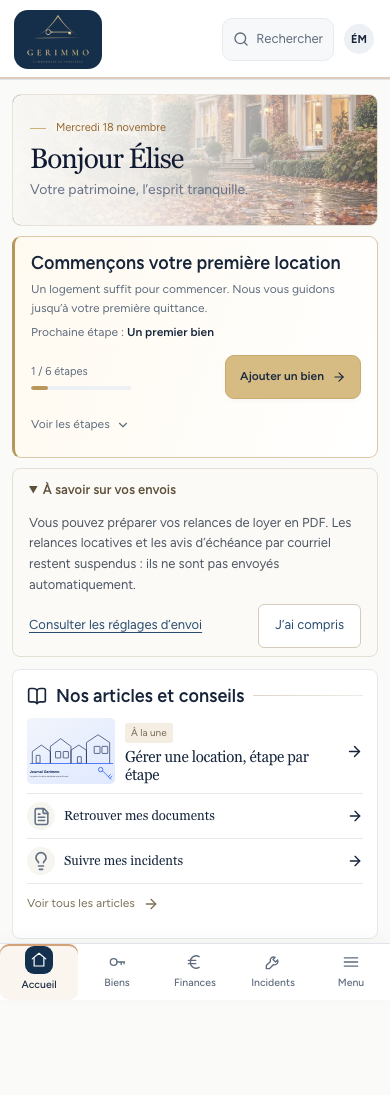 GERIMMO
Rechercher
ÉM
Mercredi 18 novembre
Bonjour Élise
Votre patrimoine, l'esprit tranquille.
Commençons votre première location
Un logement suffit pour commencer. Nous vous guidons
jusqu'à votre première quittance.
Prochaine étape : Un premier bien
1 / 6 étapes
Ajouter un bien
Voir les étapes
À savoir sur vos envois
Vous pouvez préparer vos relances de loyer en PDF. Les
relances locatives et les avis d'échéance par courriel
restent suspendus : ils ne sont pas envoyés
automatiquement.
Consulter les réglages d'envoi
J'ai compris
Nos articles et conseils
À la une
Gérer une location, étape par
étape
Journal Gerimmo
Retrouver mes documents
Suivre mes incidents
Voir tous les articles
Accueil
Biens
Finances
Incidents
Menu